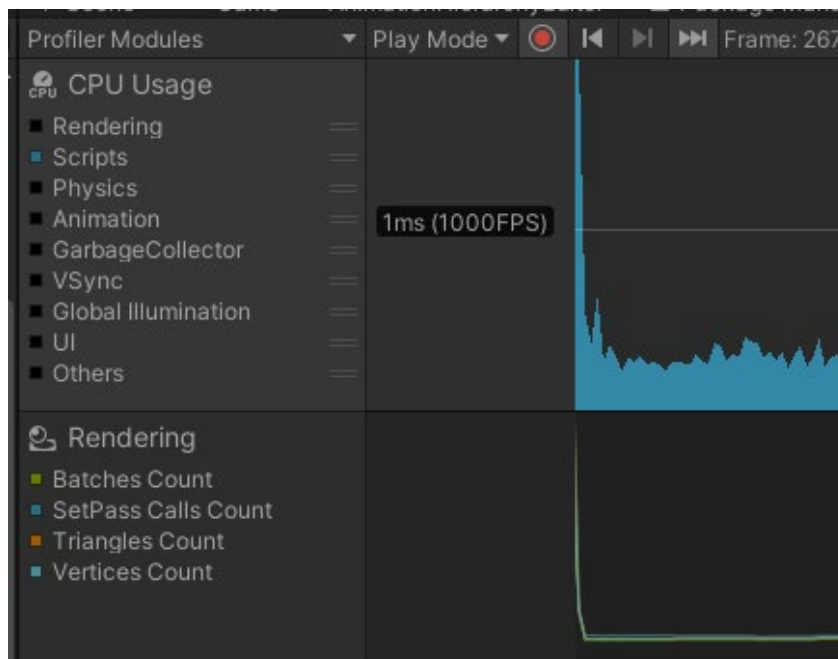 Profiler Modules
Play Mode
Frame: 267
CPU Usage
CPU
Rendering
Scripts
Physics
Animation
GarbageCollector
VSync
Global Illumination
UI
Others
1ms (1000FPS)
Rendering
Batches Count
SetPass Calls Count
Triangles Count
Vertices Count